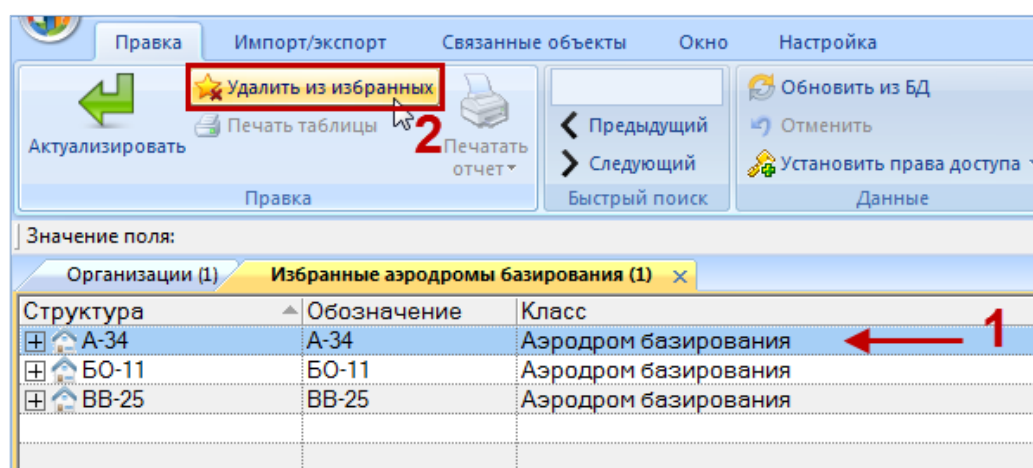 Правка Импорт/экспорт Связанные объекты Окно Настройка
Удалить из избранных Обновить из БД
Печать таблицы 2 Предыдущий Отменить
Актуализировать Печатать отчет Следующий Установить права доступа
Правка Быстрый поиск Данные
Значение поля:
Организации (1) Избранные аэродромы базирования (1)
Структура Обозначение Класс
А-34 А-34 Аэродром базирования 1
БО-11 БО-11 Аэродром базирования
ВВ-25 ВВ-25 Аэродром базирования